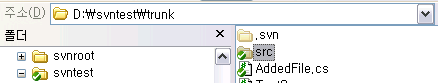 주소(D) D:￦svntest￦trunk
폴더
svnroot
svntest
.svn
src
AddedFile.cs